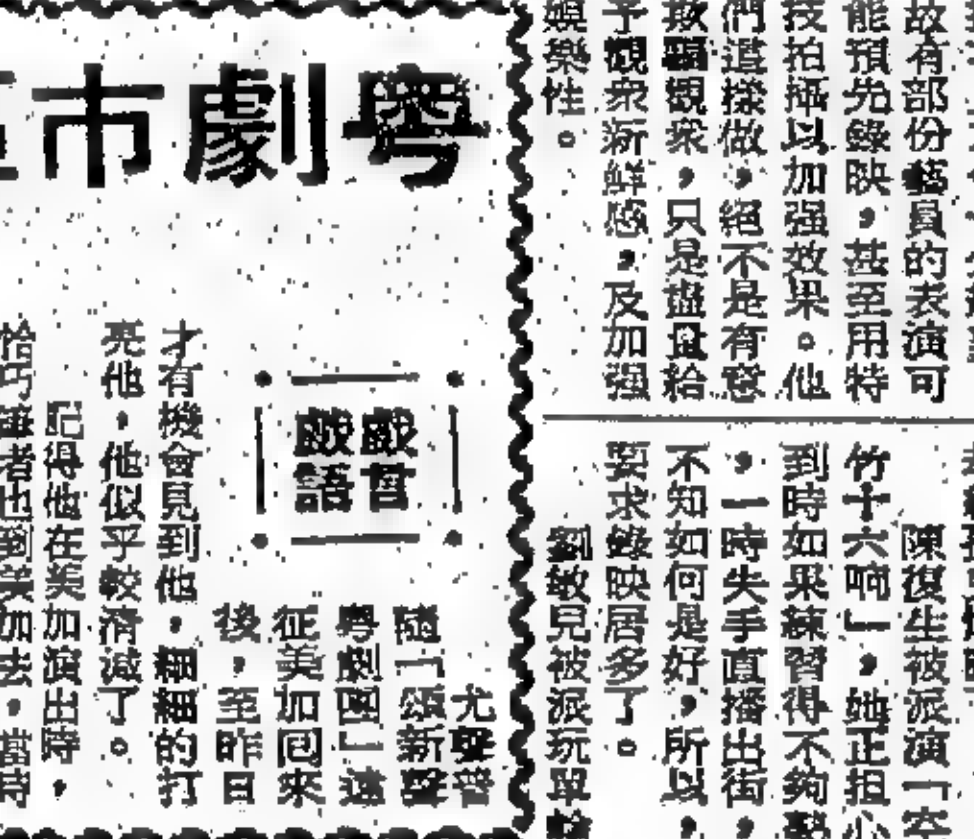 故有部份藝員的表演可
能預先錄映，甚至用特
技拍攝以加强效果。他
們這樣做，絕不是有意
欺騙觀衆，只是盡量給
予觀衆新鮮感，及加强
娛樂性。
陳復生被派演「空
竹十六响」，她正担心
到時如果練習得不夠
，一時失手直播出街，
不知如何是好，所以，
要求錄映居多了。
劉敏兒被派玩單
粵劇市
戲言
戲語
尤聲普
隨「頌新聲
粵劇團」遠
征美加囘來
後，至昨日
才有機會見到他，細細的打
亮他，他似乎較淸減了。
記得他在美加演出時，
恰巧筆者也到美加去，當時